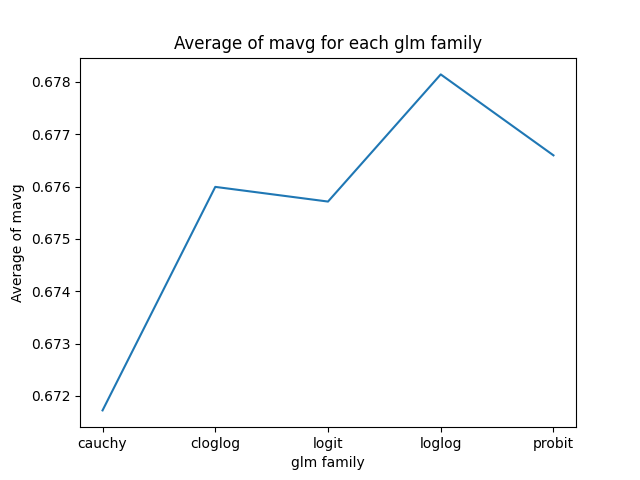 Average of mavg for each glm family
0.678
0.677
0.676
0.675
0.674
0.673
0.672
Average of mavg
cauchy cloglog logit loglog probit
glm family